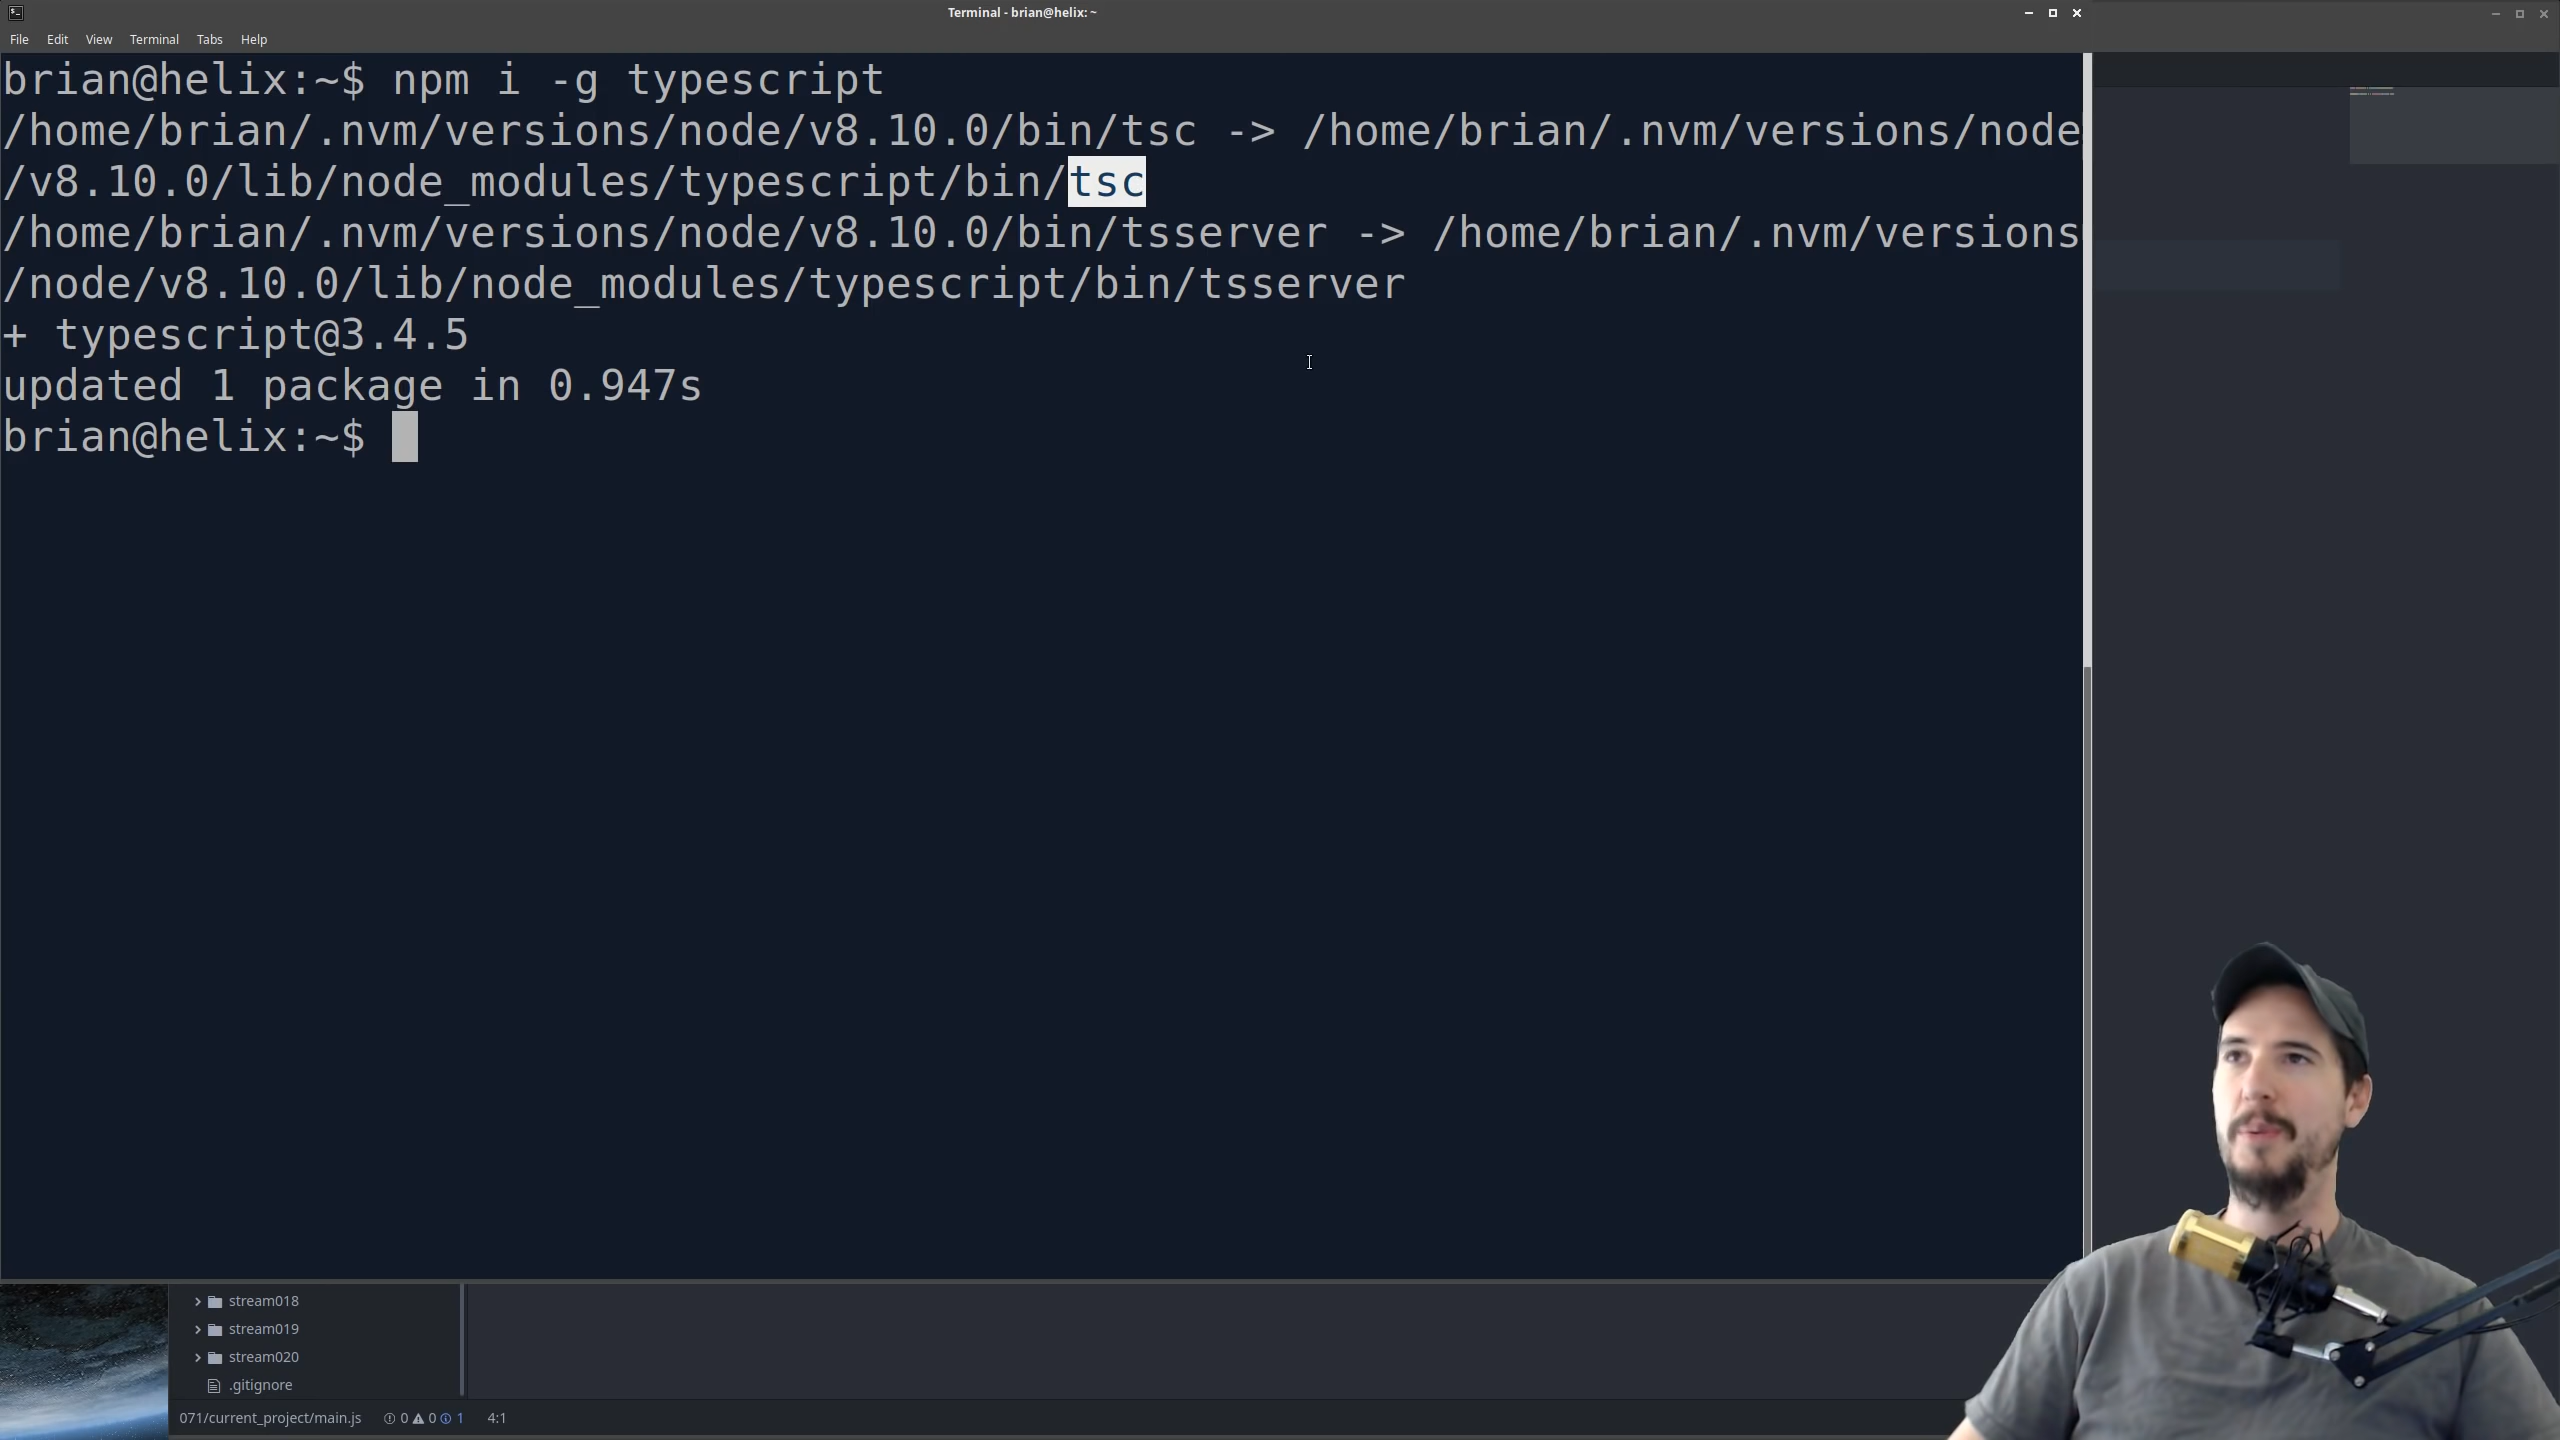 Terminal - brian@helix: ~
File Edit View Terminal Tabs Help
brian@helix:~$ npm i -g typescript
/home/brian/.nvm/versions/node/v8.10.0/bin/tsc -> /home/brian/.nvm/versions/node
/v8.10.0/lib/node_modules/typescript/bin/tsc
/home/brian/.nvm/versions/node/v8.10.0/bin/tsserver -> /home/brian/.nvm/versions
/node/v8.10.0/lib/node_modules/typescript/bin/tsserver
+ typescript@3.4.5
updated 1 package in 0.947s
brian@helix:~$
stream018
stream019
stream020
.gitignore
071/current_project/main.js 0 0 1 4:1